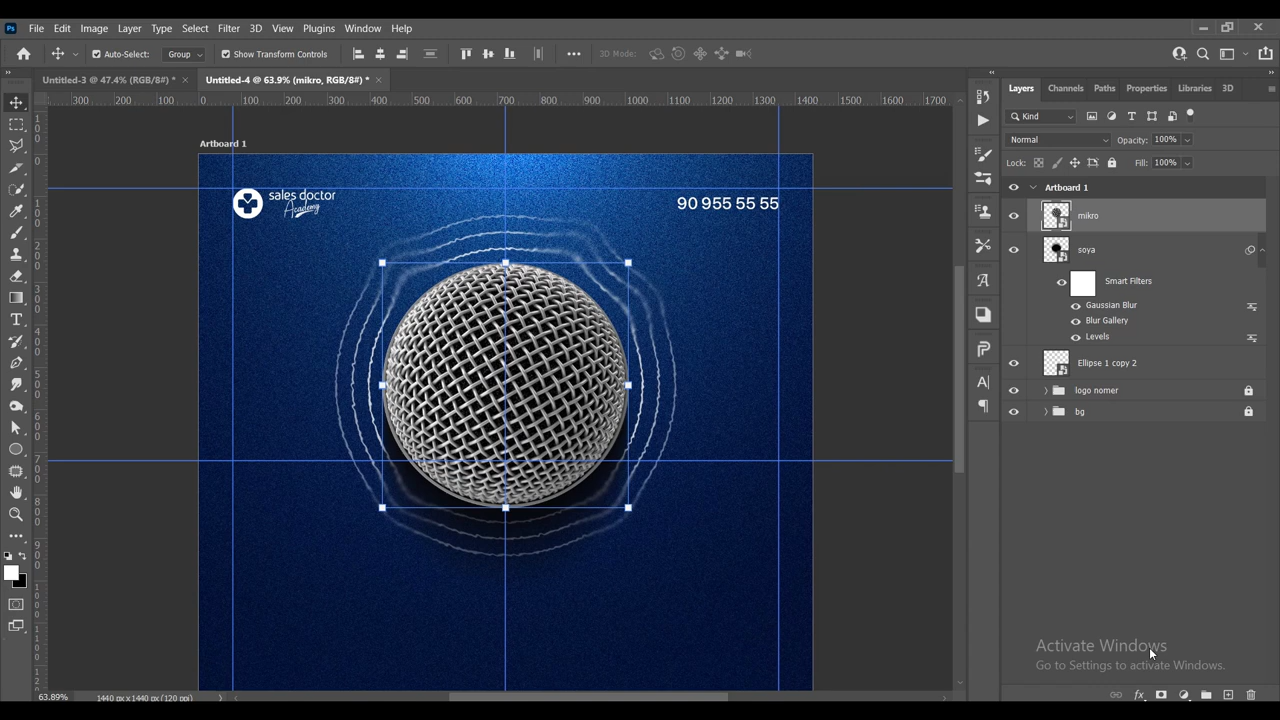 Ps File Edit Image Layer Type Select Filter 3D View Plugins Window Help
Auto-Select: Group Show Transform Controls 3D Mode:
Untitled-3 @ 47.4% (RGB/8#) * Untitled-4 @ 63.9% (mikro, RGB/8#) *
300 200 100 0 100 200 300 400 500 600 700 800 900 1000 1100 1200 1300 1400 1500 1600 1700
Artboard 1
sales doctor
Academy
90 955 55 55
Layers Channels Paths Properties Libraries 3D
Kind
Normal Opacity: 100%
Lock: Fill: 100%
Artboard 1
mikro
soya
Smart Filters
Gaussian Blur
Blur Gallery
Levels
Ellipse 1 copy 2
logo nomer
bg
Activate Windows
Go to Settings to activate Windows.
63.89% 1440 px x 1440 px (120 ppi)